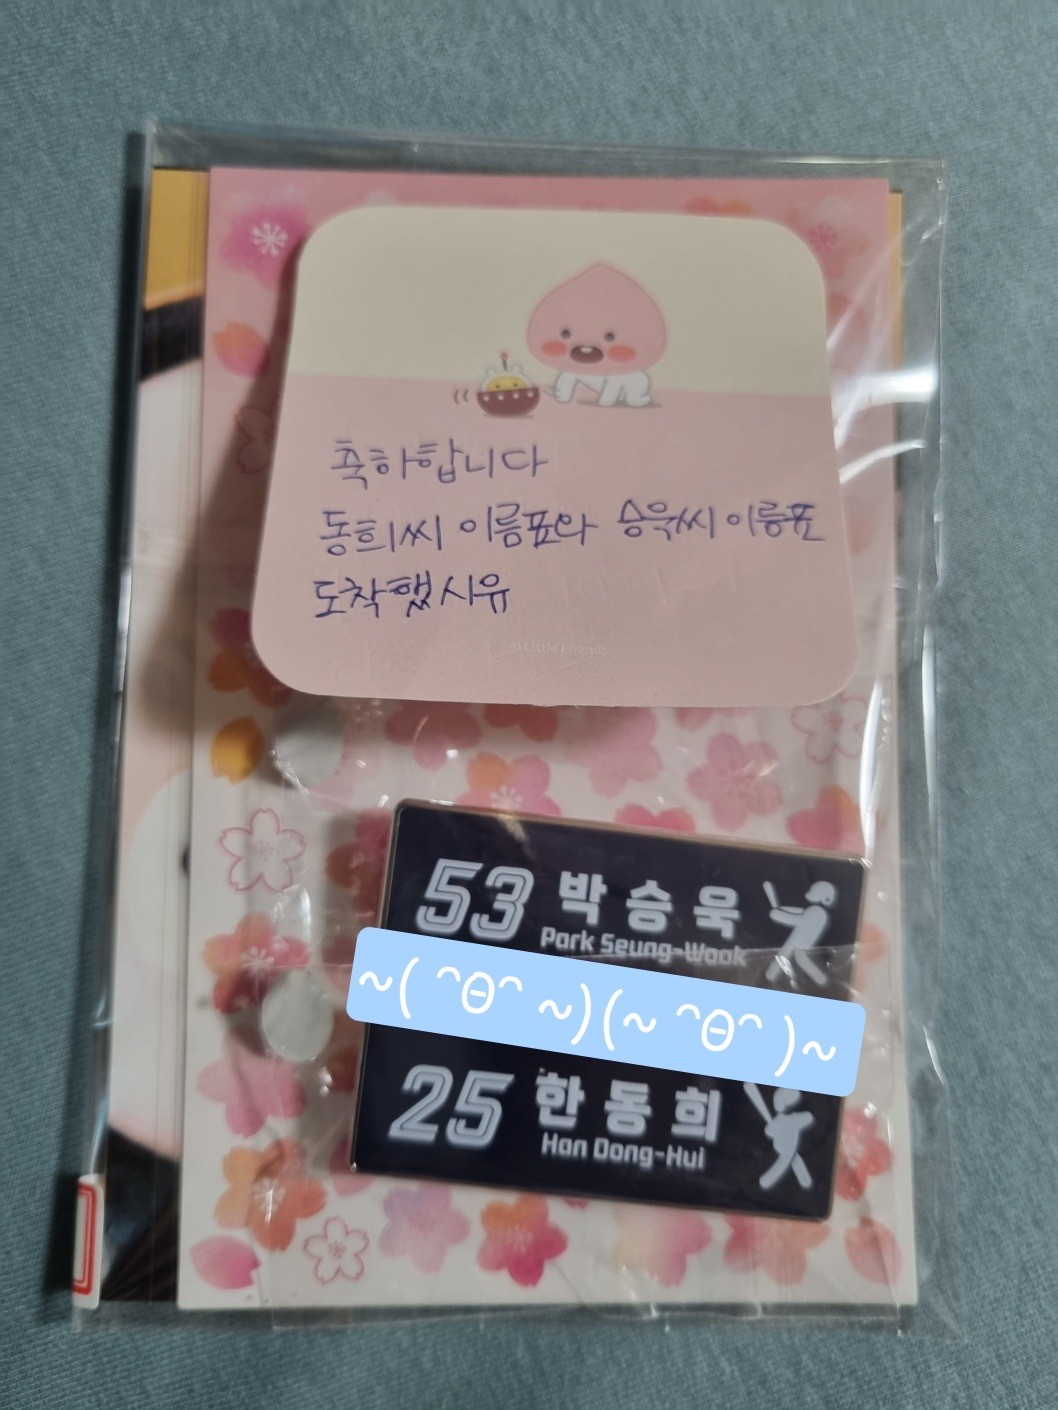 축하합니다
동희씨 이름표와 승욱씨 이름표
도착했시유
© Little Friends
53 박승욱
Park Seung-Wook
~( ^θ^ ~)(~ ^θ^ )~
25 한동희
Han Dong-Hui